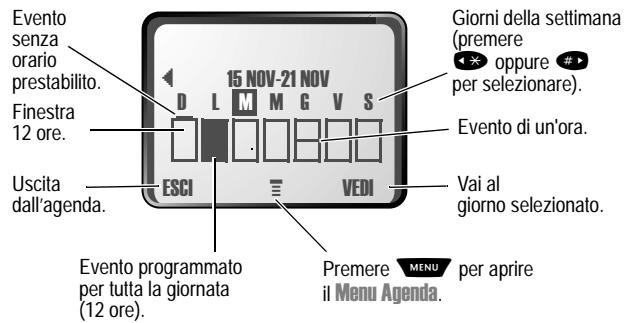 Evento
senza
orario
prestabilito.
Finestra
12 ore.
Uscita
dall'agenda.
15 NOV-21 NOV
D L M M G V S
ESCI VEDI
Giorni della settimana
(premere
* oppure #
per selezionare).
Evento di un'ora.
Vai al
giorno selezionato.
Evento programmato
per tutta la giornata
(12 ore).
Premere MENU per aprire
il Menu Agenda.